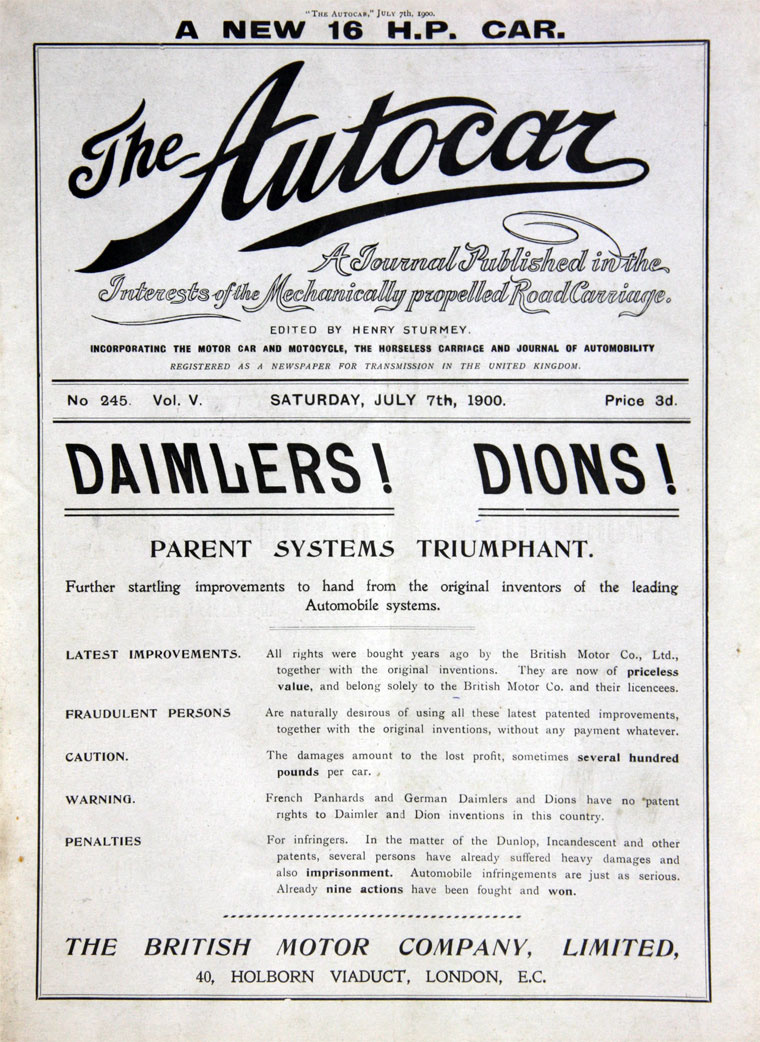 "The Autocar," July 7th, 1900.
A NEW 16 H.P. CAR.
The Autocar
A Journal Published in the
Interests of the Mechanically propelled Road Carriage.
EDITED BY HENRY STURMEY.
INCORPORATING THE MOTOR CAR AND MOTOCYCLE, THE HORSELESS CARRIAGE AND JOURNAL OF AUTOMOBILITY
REGISTERED AS A NEWSPAPER FOR TRANSMISSION IN THE UNITED KINGDOM.
No 245. Vol. V. SATURDAY, JULY 7th, 1900. Price 3d.
DAIMLERS! DIONS!
PARENT SYSTEMS TRIUMPHANT.
Further startling improvements to hand from the original inventors of the leading
Automobile systems.
LATEST IMPROVEMENTS. All rights were bought years ago by the British Motor Co., Ltd.,
together with the original inventions. They are now of priceless
value, and belong solely to the British Motor Co. and their licencees.
FRAUDULENT PERSONS Are naturally desirous of using all these latest patented improvements,
together with the original inventions, without any payment whatever.
CAUTION. The damages amount to the lost profit, sometimes several hundred
pounds per car.
WARNING. French Panhards and German Daimlers and Dions have no patent
rights to Daimler and Dion inventions in this country.
PENALTIES For infringers. In the matter of the Dunlop, Incandescent and other
patents, several persons have already suffered heavy damages and
also imprisonment. Automobile infringements are just as serious.
Already nine actions have been fought and won.
THE BRITISH MOTOR COMPANY, LIMITED,
40, HOLBORN VIADUCT, LONDON, E.C.